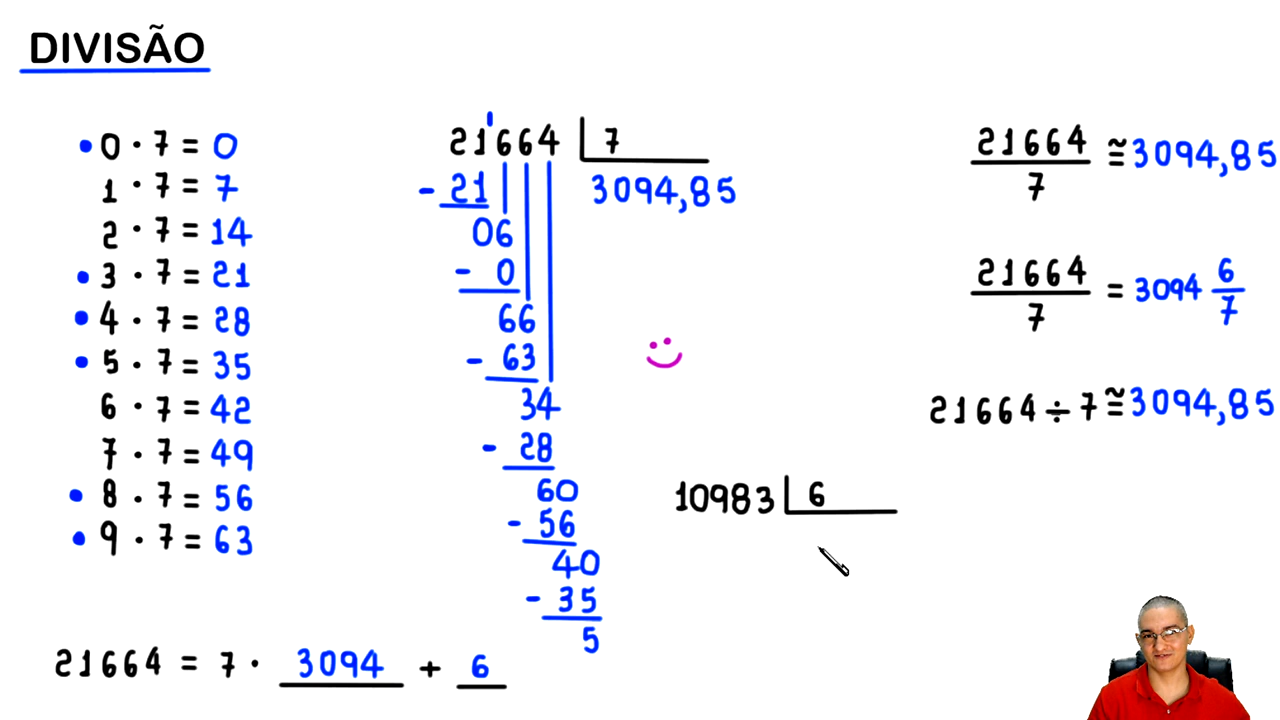 DIVISÃO
0 · 7 = 0
1 · 7 = 7
2 · 7 = 14
3 · 7 = 21
4 · 7 = 28
5 · 7 = 35
6 · 7 = 42
7 · 7 = 49
8 · 7 = 56
9 · 7 = 63
21664 = 7 · 3094 + 6
21'664 7
- 21 3094,85
06
- 0
66
- 63
34
- 28
60
- 56
40
- 35
5
10983 6
21664/7 ≅ 3094,85
21664/7 = 3094 6/7
21664 ÷ 7 ≅ 3094,85